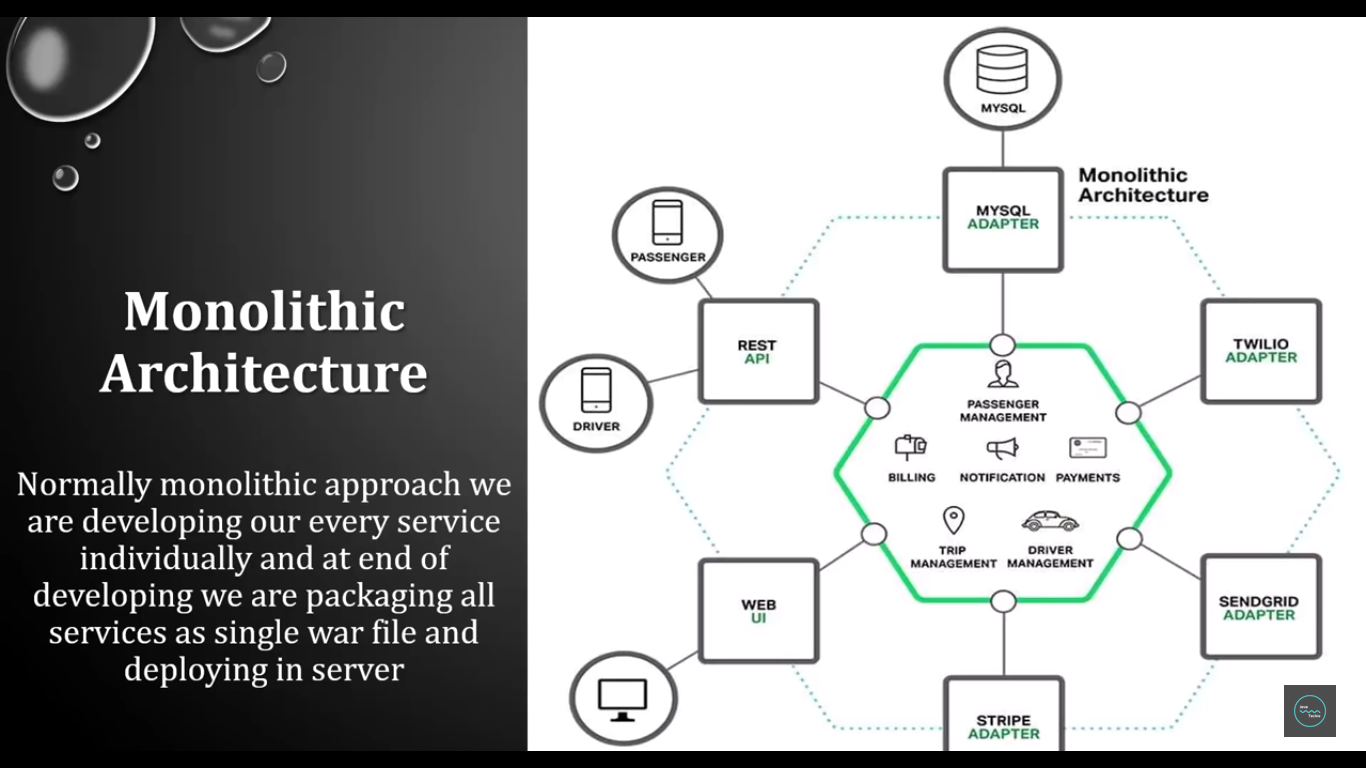 Monolithic
Architecture
Normally monolithic approach we
are developing our every service
individually and at end of
developing we are packaging all
services as single war file and
deploying in server
MYSQL
Monolithic
Architecture
MYSQL
ADAPTER
PASSENGER
REST
API
TWILIO
ADAPTER
DRIVER
PASSENGER
MANAGEMENT
BILLING
NOTIFICATION
PAYMENTS
TRIP
MANAGEMENT
DRIVER
MANAGEMENT
WEB
UI
SENDGRID
ADAPTER
STRIPE
ADAPTER
Java
Techie